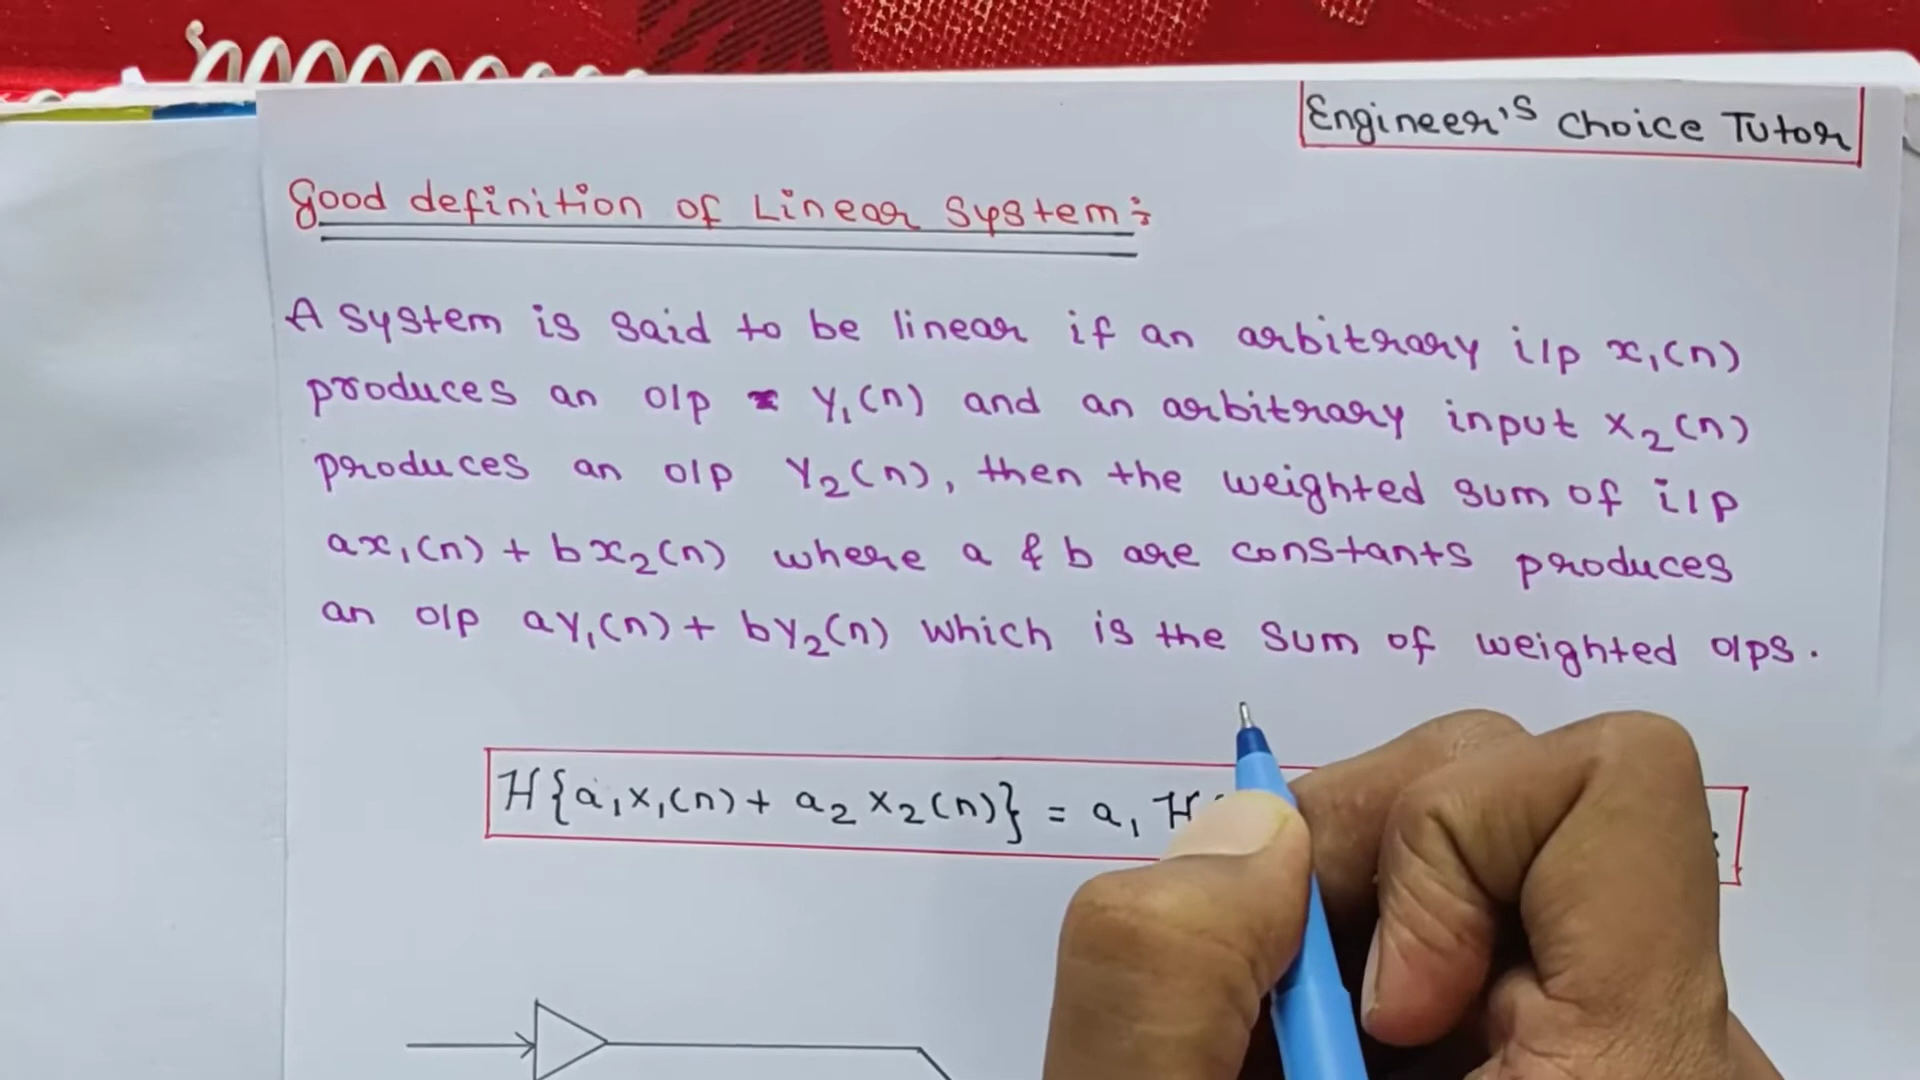 Engineer's Choice Tutor
Good definition of Linear System:
A system is said to be linear if an arbitrary i/p x₁(n)
produces an o/p y₁(n) and an arbitrary input x₂(n)
produces an o/p y₂(n), then the weighted sum of i/p
ax₁(n) + bx₂(n) where a & b are constants produces
an o/p ay₁(n) + by₂(n) which is the sum of weighted o/ps.
H{a₁x₁(n) + a₂x₂(n)} = a₁ H